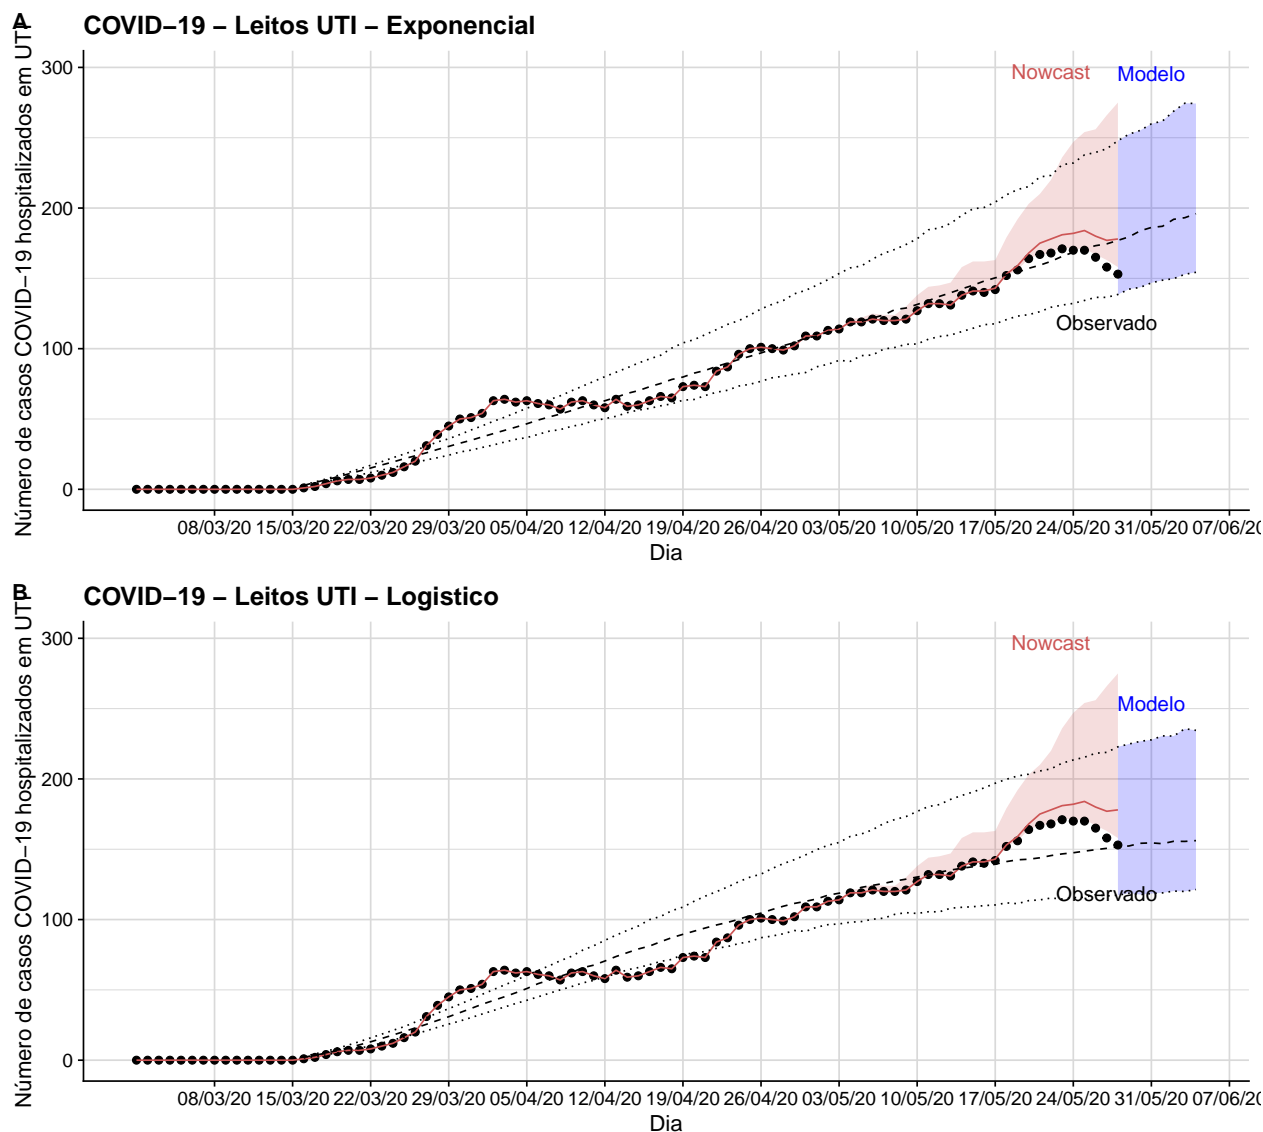 A
COVID−19 − Leitos UTI − Exponencial
Número de casos COVID−19 hospitalizados em UTI
300
200
100
0
Nowcast
Modelo
Observado
08/03/20 15/03/20 22/03/20 29/03/20 05/04/20 12/04/20 19/04/20 26/04/20 03/05/20 10/05/20 17/05/20 24/05/20 31/05/20 07/06/20
Dia
B
COVID−19 − Leitos UTI − Logistico
Número de casos COVID−19 hospitalizados em UTI
300
200
100
0
Nowcast
Modelo
Observado
08/03/20 15/03/20 22/03/20 29/03/20 05/04/20 12/04/20 19/04/20 26/04/20 03/05/20 10/05/20 17/05/20 24/05/20 31/05/20 07/06/20
Dia